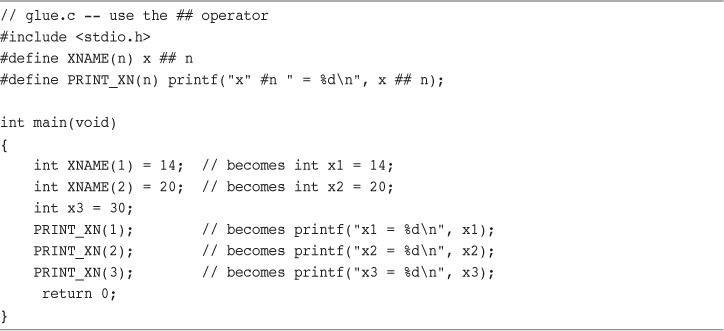 // glue.c -- use the ## operator
#include <stdio.h>
#define XNAME(n) x ## n
#define PRINT_XN(n) printf("x" #n " = %d\n", x ## n);

int main(void)
{
    int XNAME(1) = 14;  // becomes int x1 = 14;
    int XNAME(2) = 20;  // becomes int x2 = 20;
    int x3 = 30;
    PRINT_XN(1);        // becomes printf("x1 = %d\n", x1);
    PRINT_XN(2);        // becomes printf("x2 = %d\n", x2);
    PRINT_XN(3);        // becomes printf("x3 = %d\n", x3);
     return 0;
}